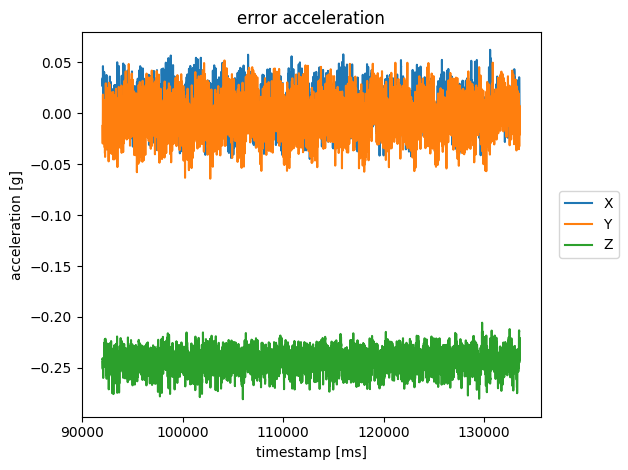 error acceleration
acceleration [g]
0.05
0.00
−0.05
−0.10
−0.15
−0.20
−0.25
90000 100000 110000 120000 130000
timestamp [ms]
X
Y
Z